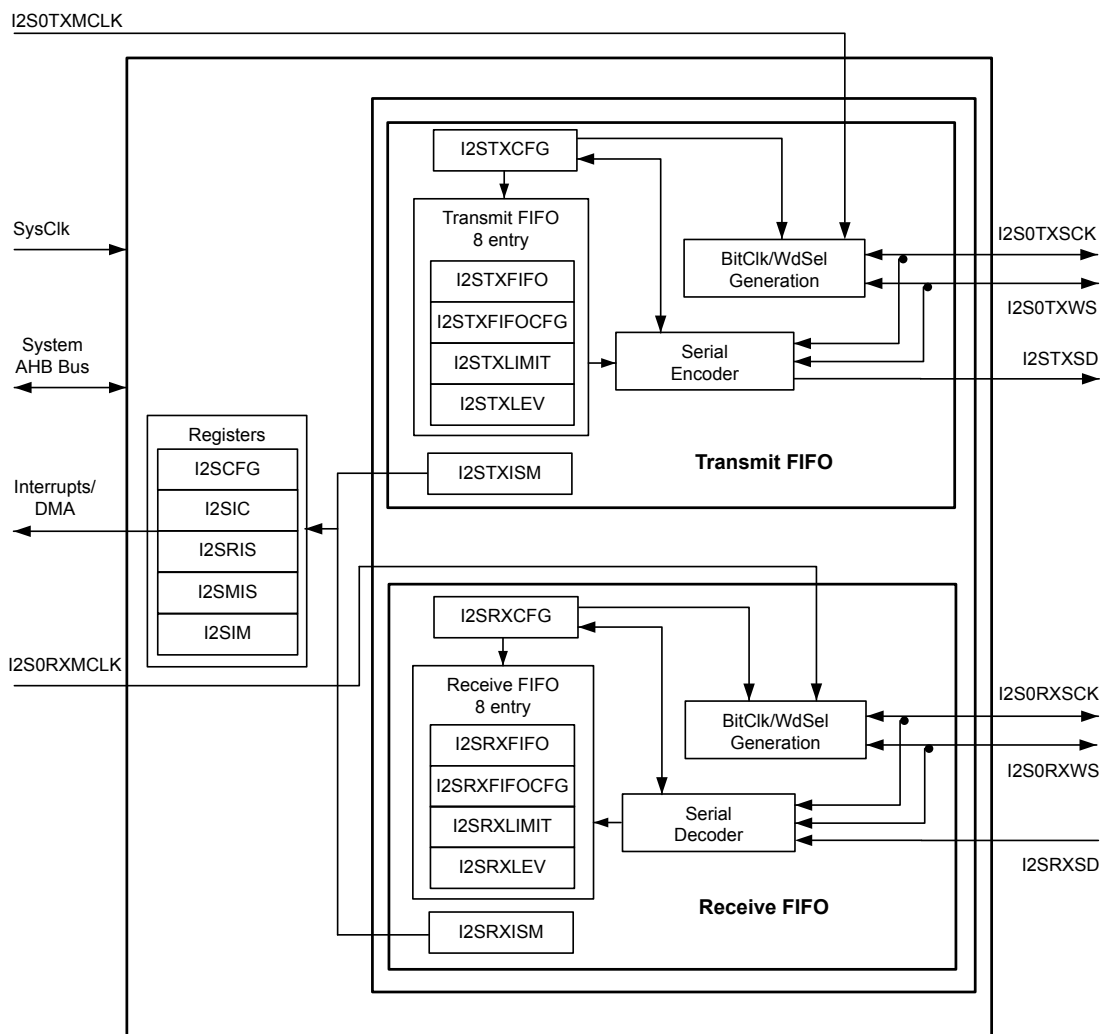 I2S0TXMCLK
SysClk
System
AHB Bus
Interrupts/
DMA
I2S0RXMCLK
Registers
I2SCFG
I2SIC
I2SRIS
I2SMIS
I2SIM
I2STXCFG
Transmit FIFO
8 entry
I2STXFIFO
I2STXFIFOCFG
I2STXLIMIT
I2STXLEV
I2STXISM
BitClk/WdSel
Generation
Serial
Encoder
Transmit FIFO
I2S0TXSCK
I2S0TXWS
I2STXSD
I2SRXCFG
Receive FIFO
8 entry
I2SRXFIFO
I2SRXFIFOCFG
I2SRXLIMIT
I2SRXLEV
I2SRXISM
BitClk/WdSel
Generation
Serial
Decoder
Receive FIFO
I2S0RXSCK
I2S0RXWS
I2SRXSD